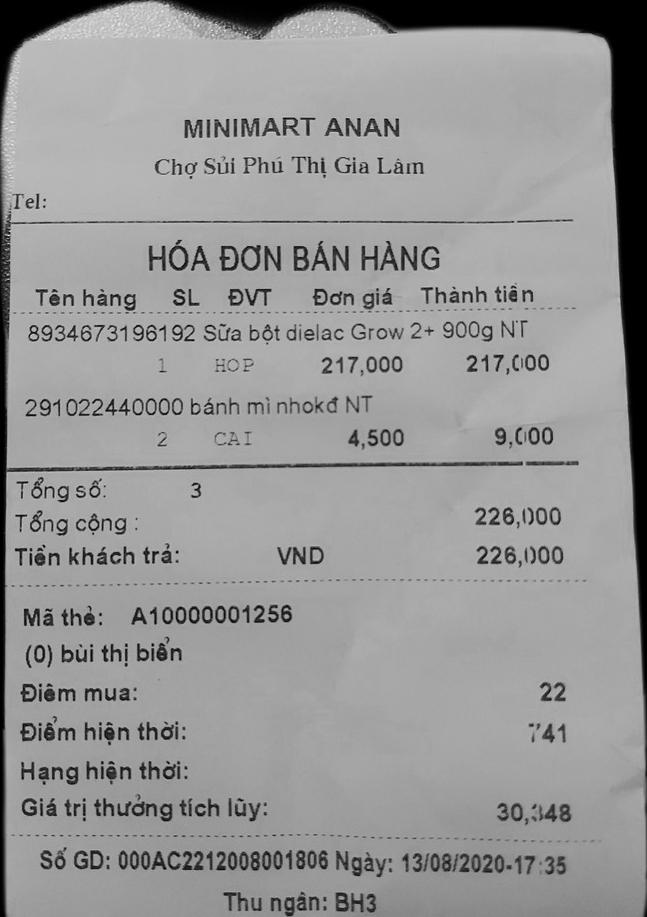 MINIMART ANAN
Chợ Sủi Phú Thị Gia Lâm
Tel:
HÓA ĐƠN BÁN HÀNG
Tên hàng SL ĐVT Đơn giá Thành tiền
8934673196192 Sữa bột dielac Grow 2+ 900g NT
1 HOP 217,000 217,000
291022440000 bánh mì nhokđ NT
2 CAI 4,500 9,000
Tổng số: 3
Tổng cộng : 226,000
Tiền khách trả: VND 226,000
Mã thẻ: A10000001256
(0) bùi thị biển
Điêm mua: 22
Điểm hiện thời: 741
Hạng hiện thời:
Giá trị thưởng tích lũy: 30,348
Số GD: 000AC2212008001806 Ngày: 13/08/2020-17:35
Thu ngân: BH3